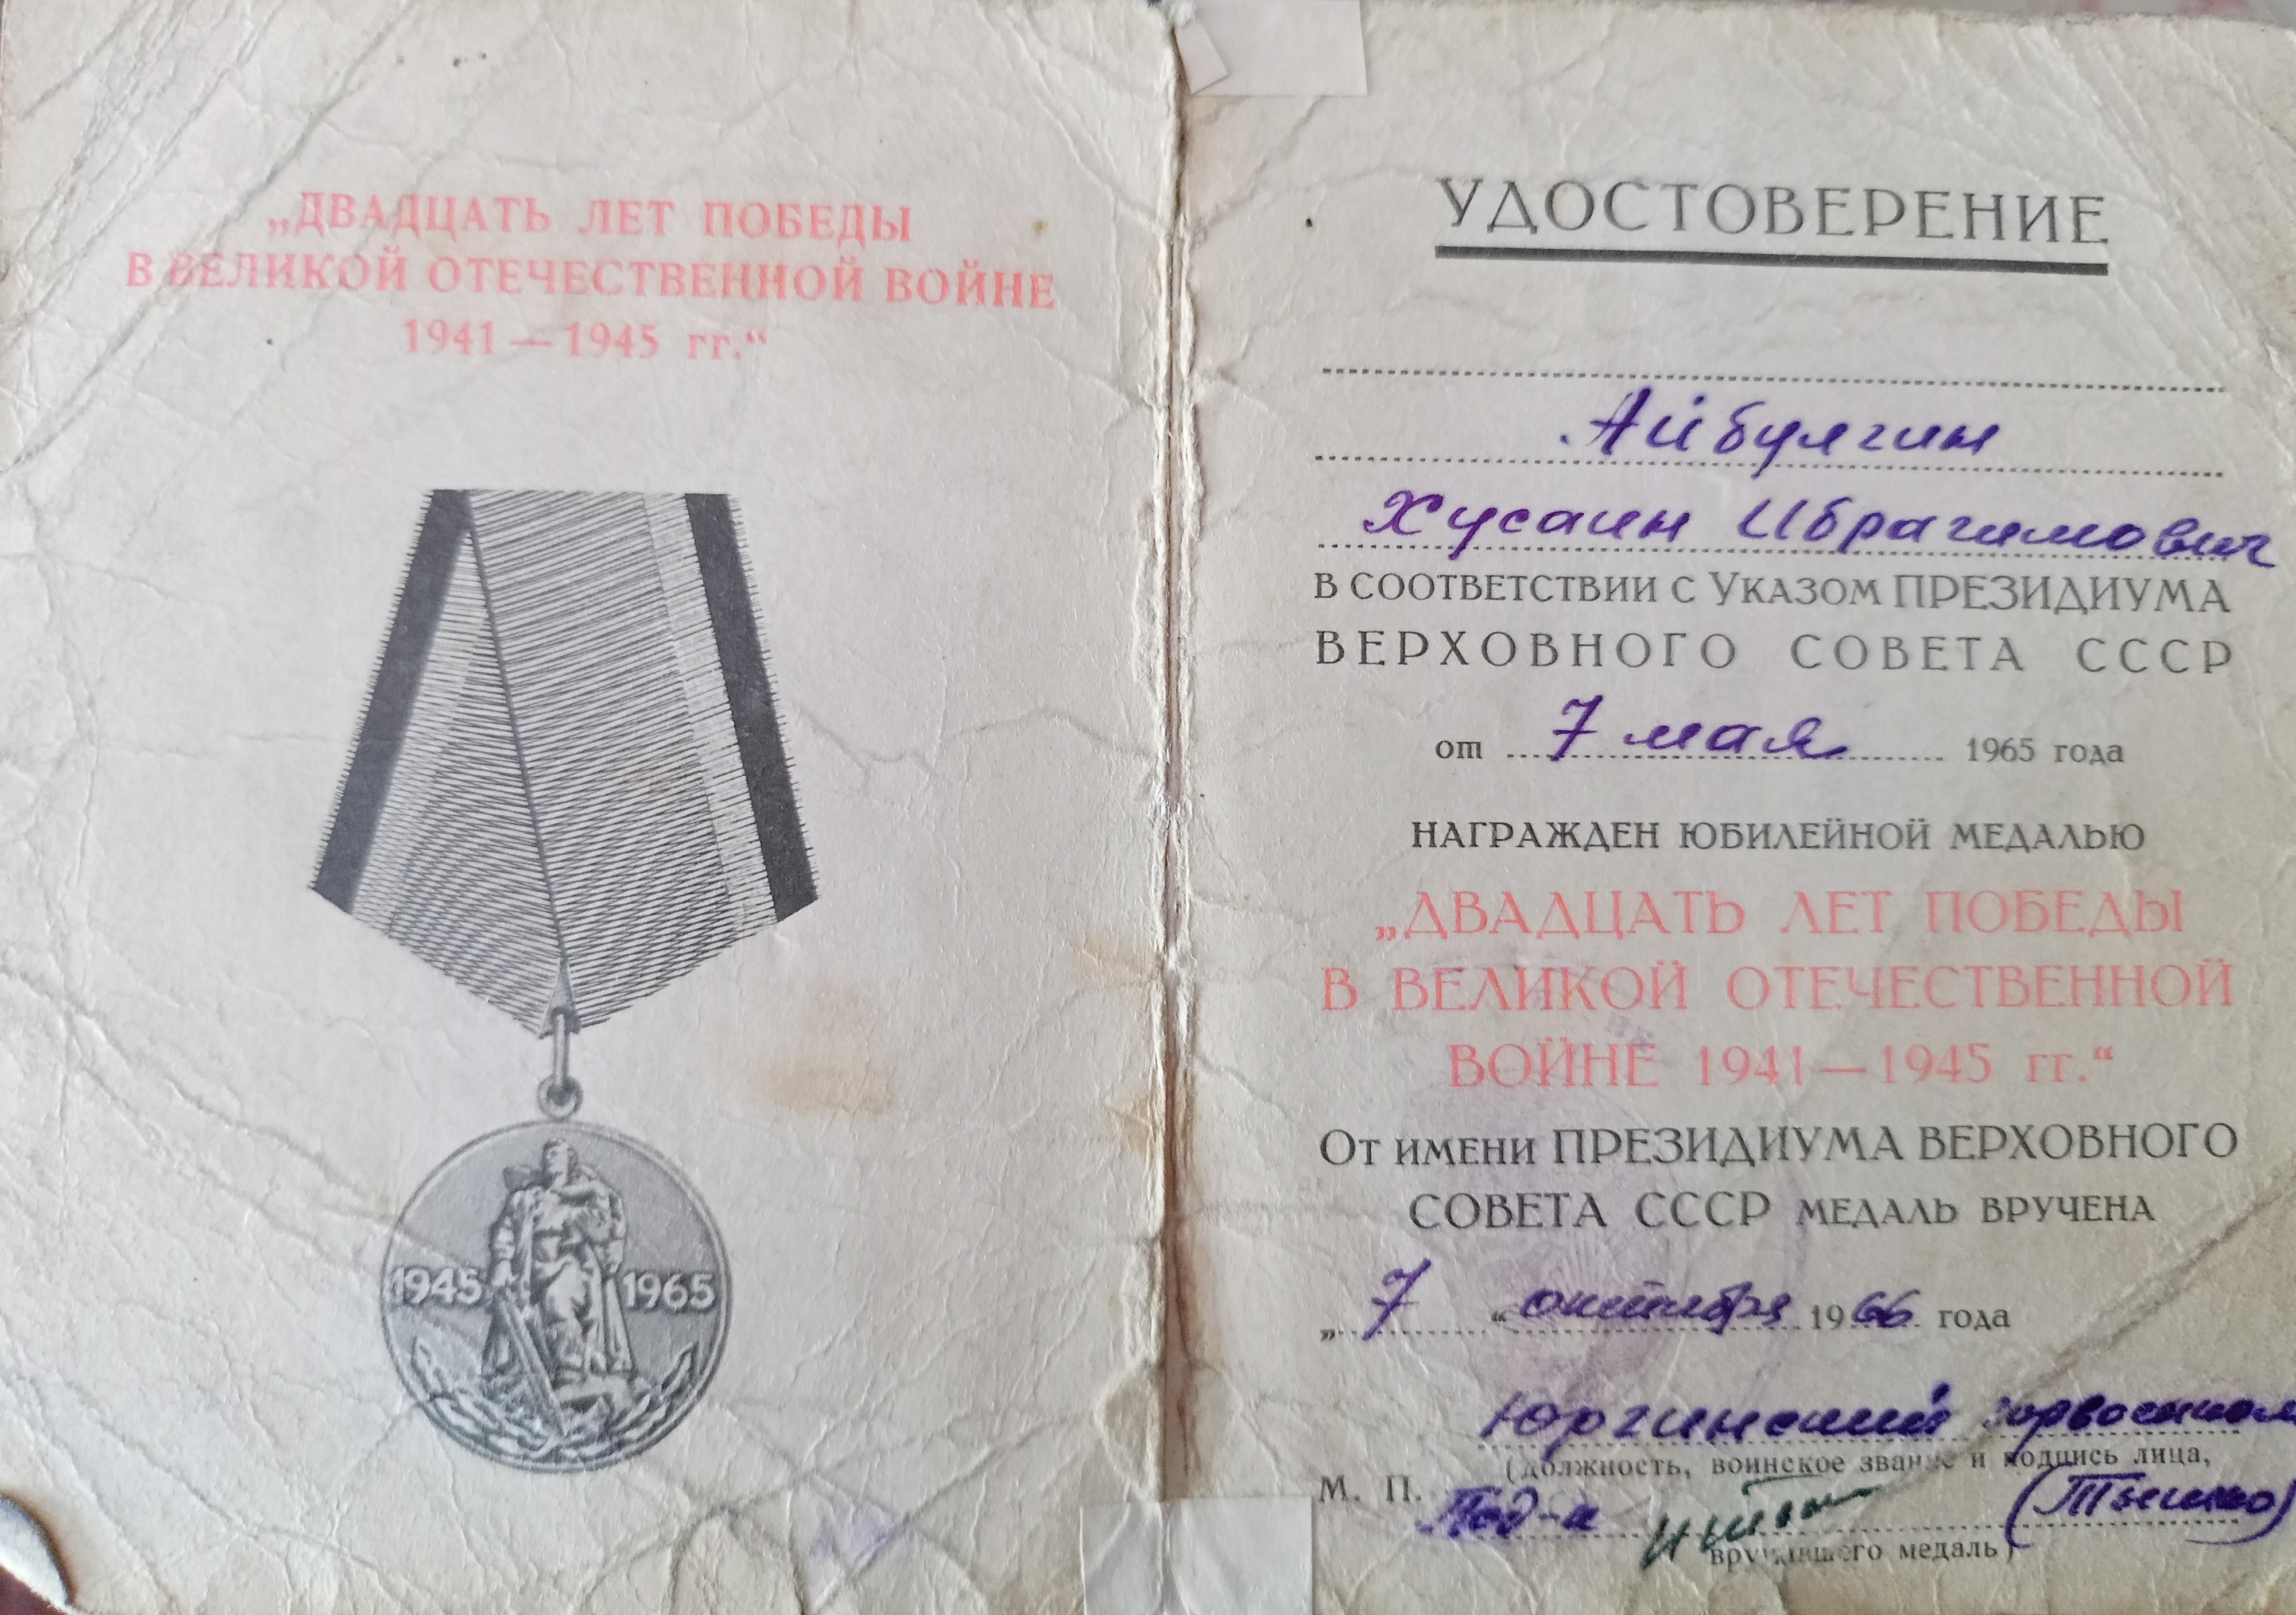 „ДВАДЦАТЬ ЛЕТ ПОБЕДЫ
В ВЕЛИКОЙ ОТЕЧЕСТВЕННОЙ ВОЙНЕ
1941—1945 гг.“
1945 1965
УДОСТОВЕРЕНИЕ
Айбулгин
Хусаин Ибрагимович
В СООТВЕТСТВИИ С УКАЗОМ ПРЕЗИДИУМА
ВЕРХОВНОГО СОВЕТА СССР
от 7 мая 1965 года
НАГРАЖДЕН ЮБИЛЕЙНОЙ МЕДАЛЬЮ
„ДВАДЦАТЬ ЛЕТ ПОБЕДЫ
В ВЕЛИКОЙ ОТЕЧЕСТВЕННОЙ
ВОЙНЕ 1941—1945 гг.“
ОТ ИМЕНИ ПРЕЗИДИУМА ВЕРХОВНОГО
СОВЕТА СССР МЕДАЛЬ ВРУЧЕНА
„7“ октября 1966 года
Юргинский горвоенком
(должность, воинское звание и подпись лица,
М. П. Под-к
вручившего медаль)